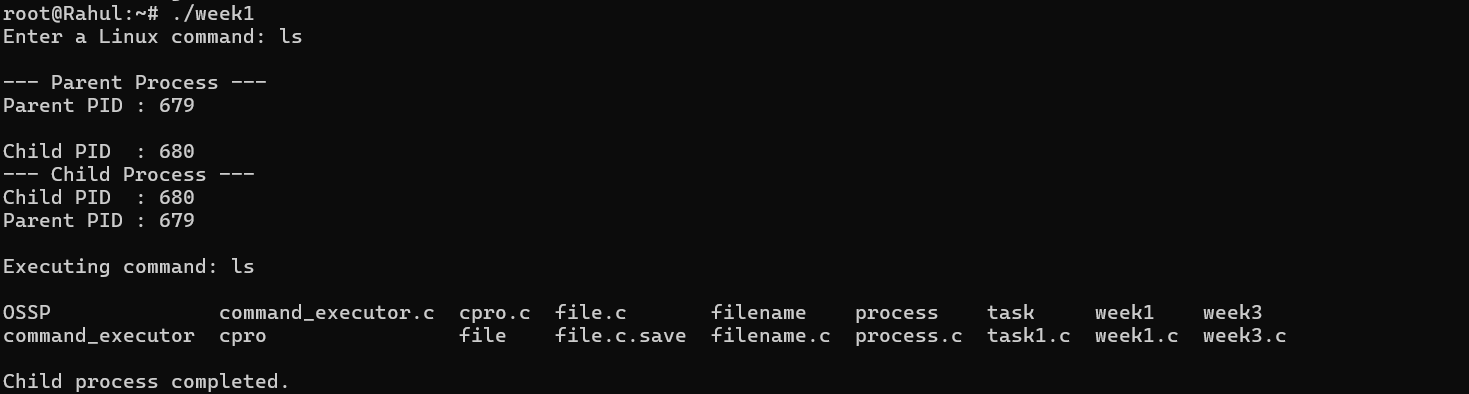 root@Rahul:~# ./week1
Enter a Linux command: ls
--- Parent Process ---
Parent PID : 679
Child PID  : 680
--- Child Process ---
Child PID  : 680
Parent PID : 679
Executing command: ls
OSSP              command_executor.c  cpro.c  file.c       filename    process    task     week1    week3
command_executor  cpro                file    file.c.save  filename.c  process.c  task1.c  week1.c  week3.c
Child process completed.